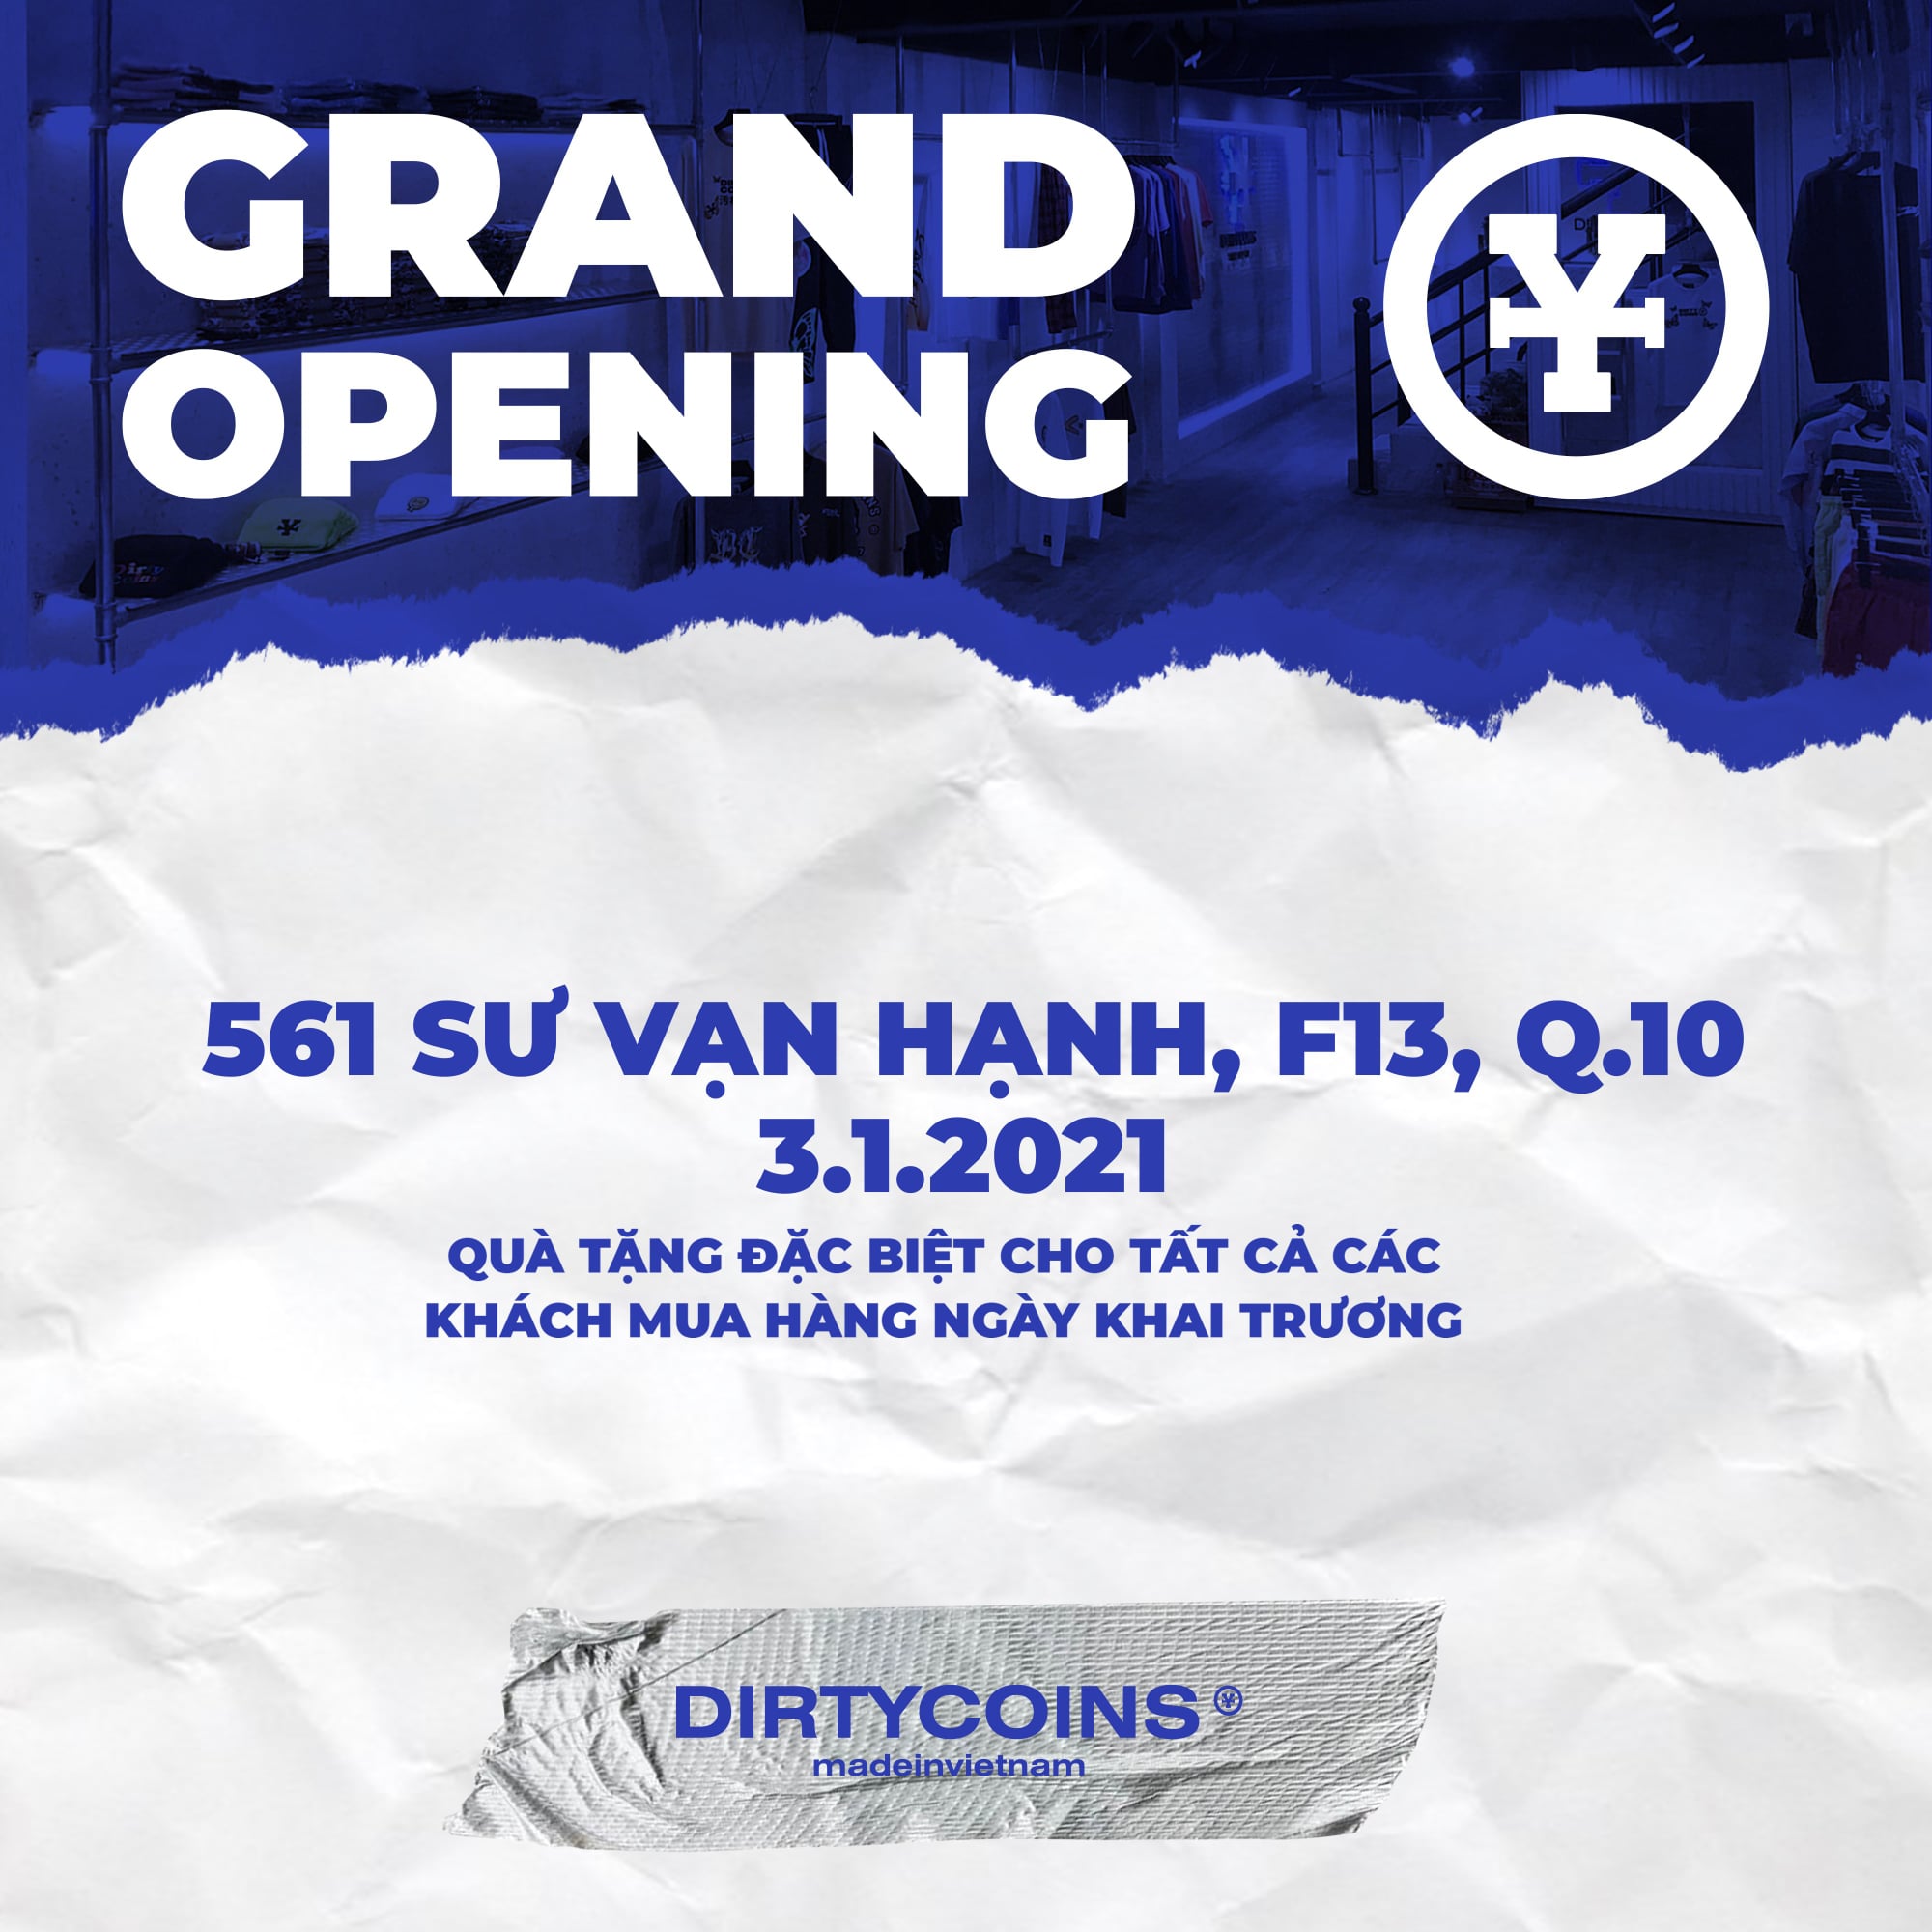 GRAND
OPENING
561 SƯ VẠN HẠNH, F13, Q.10
3.1.2021
QUÀ TẶNG ĐẶC BIỆT CHO TẤT CẢ CÁC
KHÁCH MUA HÀNG NGÀY KHAI TRƯƠNG
DIRTYCOINS
madeinvietnam